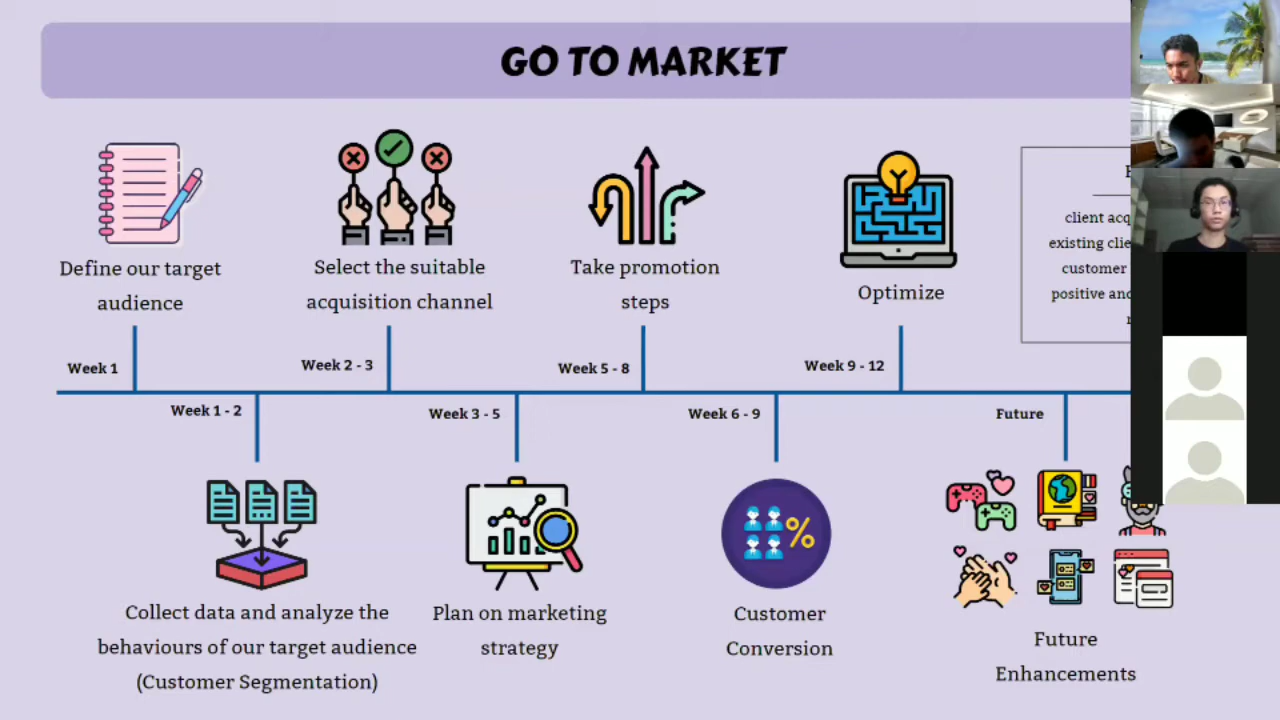 GO TO MARKET
Define our target
audience
Select the suitable
acquisition channel
Take promotion
steps
Optimize
client
existing
customer
positive
Week 1
Week 2 - 3
Week 5 - 8
Week 9 - 12
Week 1 - 2
Week 3 - 5
Week 6 - 9
Future
Collect data and analyze the
behaviours of our target audience
(Customer Segmentation)
Plan on marketing
strategy
Customer
Conversion
Future
Enhancements